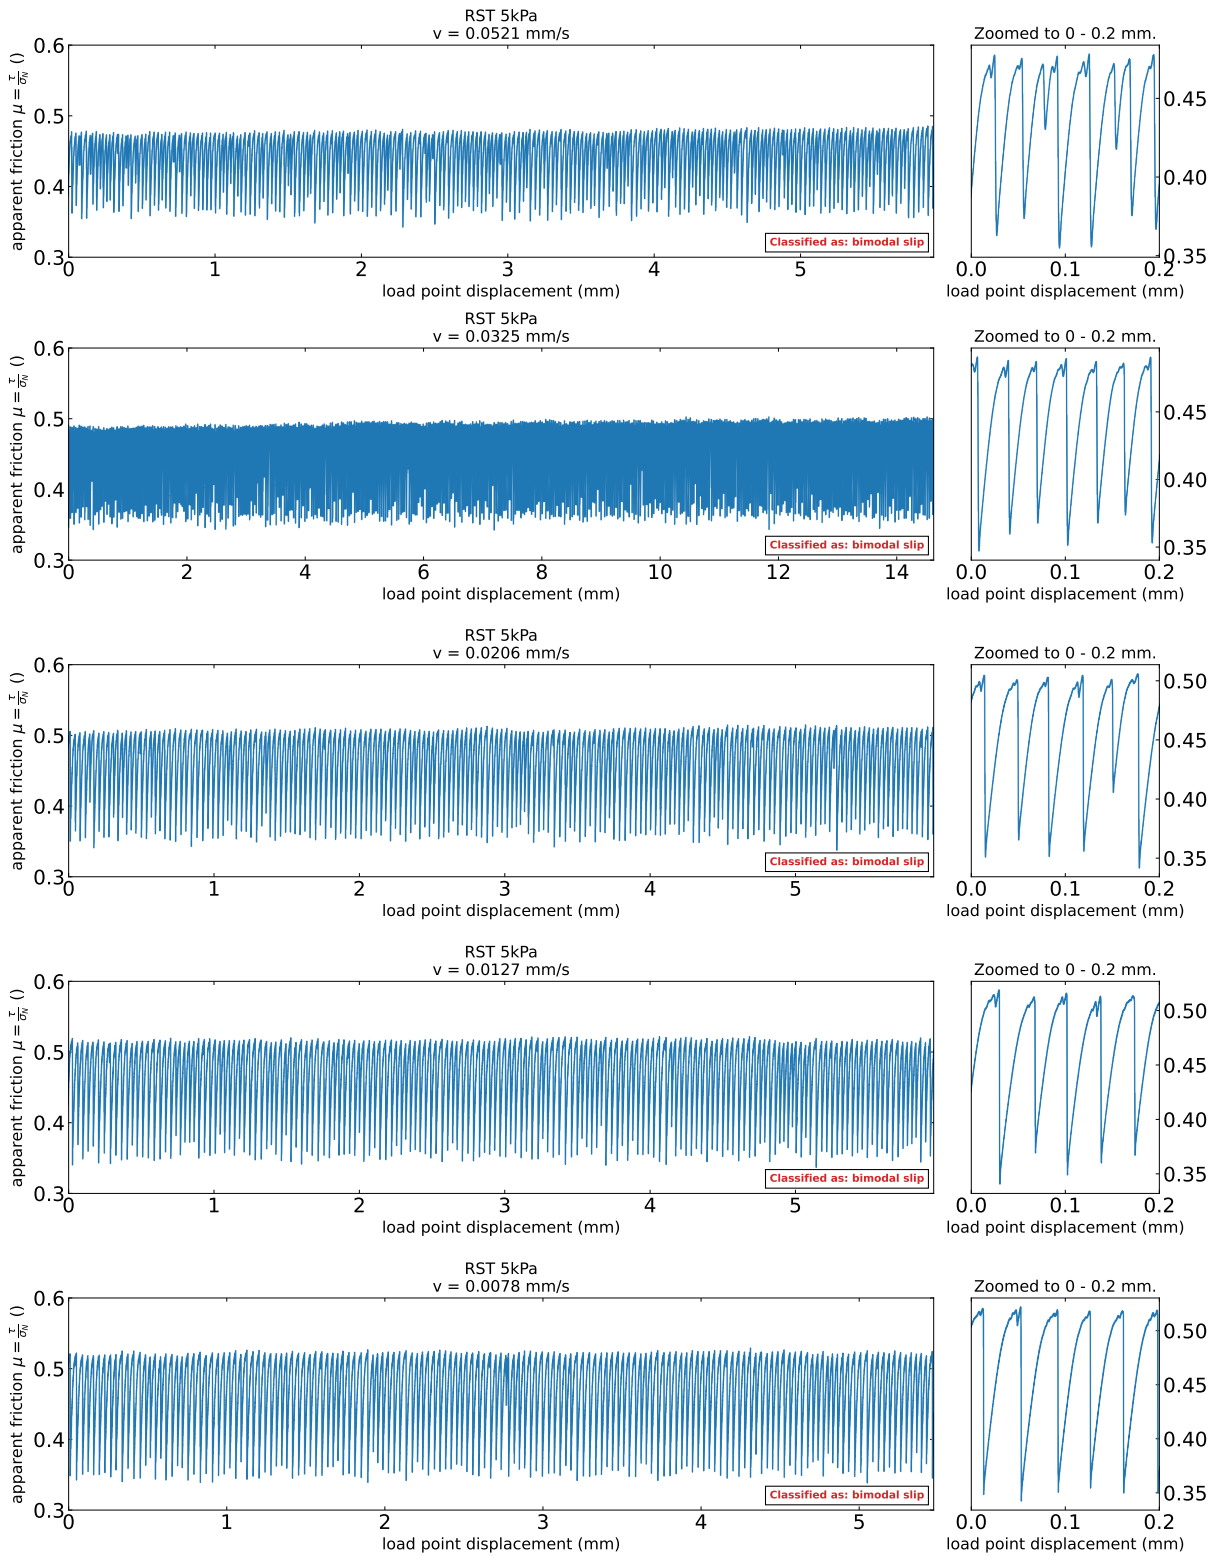 RST 5kPa
v = 0.0521 mm/s
Zoomed to 0 - 0.2 mm.
apparent friction μ = τ/σN ()
0.6
0.5
0.4
0.3
0 1 2 3 4 5
load point displacement (mm)
Classified as: bimodal slip
0.45
0.40
0.35
0.0 0.1 0.2
load point displacement (mm)
RST 5kPa
v = 0.0325 mm/s
Zoomed to 0 - 0.2 mm.
apparent friction μ = τ/σN ()
0.6
0.5
0.4
0.3
0 2 4 6 8 10 12 14
load point displacement (mm)
Classified as: bimodal slip
0.45
0.40
0.35
0.0 0.1 0.2
load point displacement (mm)
RST 5kPa
v = 0.0206 mm/s
Zoomed to 0 - 0.2 mm.
apparent friction μ = τ/σN ()
0.6
0.5
0.4
0.3
0 1 2 3 4 5
load point displacement (mm)
Classified as: bimodal slip
0.50
0.45
0.40
0.35
0.0 0.1 0.2
load point displacement (mm)
RST 5kPa
v = 0.0127 mm/s
Zoomed to 0 - 0.2 mm.
apparent friction μ = τ/σN ()
0.6
0.5
0.4
0.3
0 1 2 3 4 5
load point displacement (mm)
Classified as: bimodal slip
0.50
0.45
0.40
0.35
0.0 0.1 0.2
load point displacement (mm)
RST 5kPa
v = 0.0078 mm/s
Zoomed to 0 - 0.2 mm.
apparent friction μ = τ/σN ()
0.6
0.5
0.4
0.3
0 1 2 3 4 5
load point displacement (mm)
Classified as: bimodal slip
0.50
0.45
0.40
0.35
0.0 0.1 0.2
load point displacement (mm)